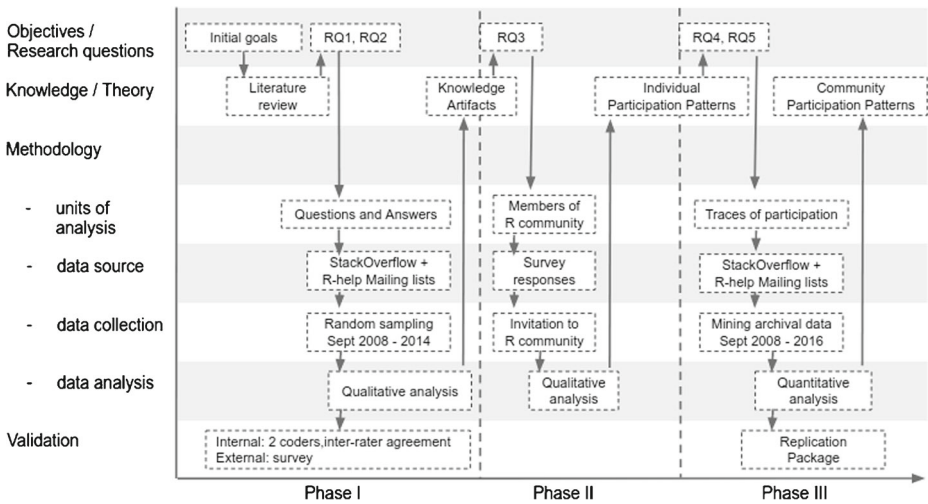 Objectives /
Research questions
Initial goals
RQ1, RQ2
RQ3
RQ4, RQ5
Knowledge / Theory
Literature
review
Knowledge
Artifacts
Individual
Participation Patterns
Community
Participation Patterns
Methodology
- units of
analysis
Questions and Answers
Members of
R community
Traces of participation
- data source
StackOverflow +
R-help Mailing lists
Survey
responses
StackOverflow +
R-help Mailing lists
- data collection
Random sampling
Sept 2008 - 2014
Invitation to
R community
Mining archival data
Sept 2008 - 2016
- data analysis
Qualitative analysis
Qualitative
analysis
Quantitative
analysis
Validation
Internal: 2 coders,inter-rater agreement
External: survey
Replication
Package
Phase I
Phase II
Phase III